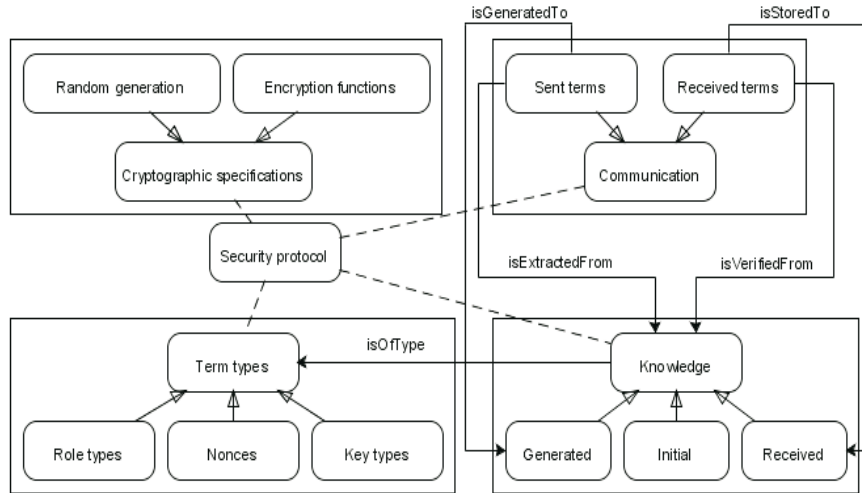 isGeneratedTo
isStoredTo
Random generation
Encryption functions
Sent terms
Received terms
Cryptographic specifications
Communication
Security protocol
isExtractedFrom
isVerifiedFrom
Term types
isOfType
Knowledge
Role types
Nonces
Key types
Generated
Initial
Received